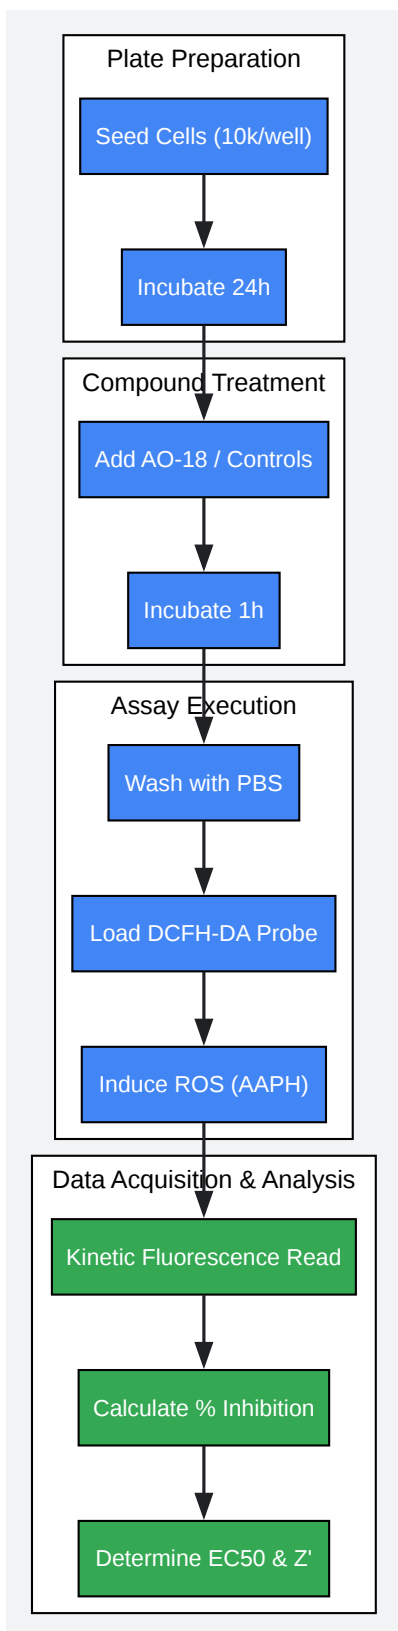 Plate Preparation
Seed Cells (10k/well)
Incubate 24h
Compound Treatment
Add AO-18 / Controls
Incubate 1h
Assay Execution
Wash with PBS
Load DCFH-DA Probe
Induce ROS (AAPH)
Data Acquisition & Analysis
Kinetic Fluorescence Read
Calculate % Inhibition
Determine EC50 & Z'